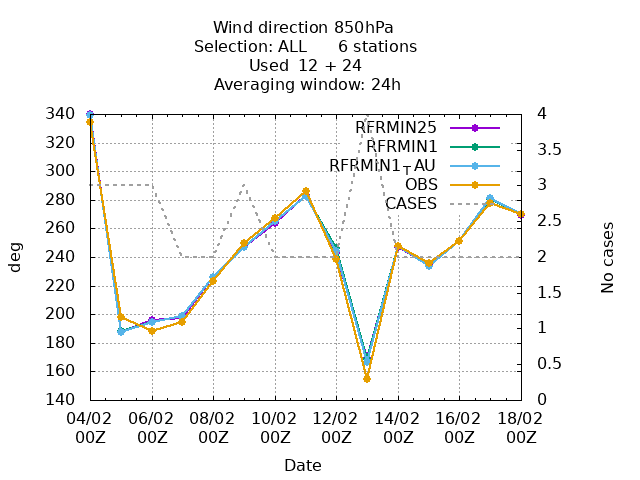 Wind direction 850hPa
Selection: ALL 6 stations
Used 12 + 24
Averaging window: 24h
340 4
RFRMIN25
320
RFRMIN1 3.5
300
RFRMIN1┬AU
3
280
OBS
CASES
260 2.5
240 2
220
200 1.5
180 1
160 0.5
140 0
deg
No cases
04/02 06/02 08/02 10/02 12/02 14/02 16/02 18/02
00Z 00Z 00Z 00Z 00Z 00Z 00Z 00Z
Date